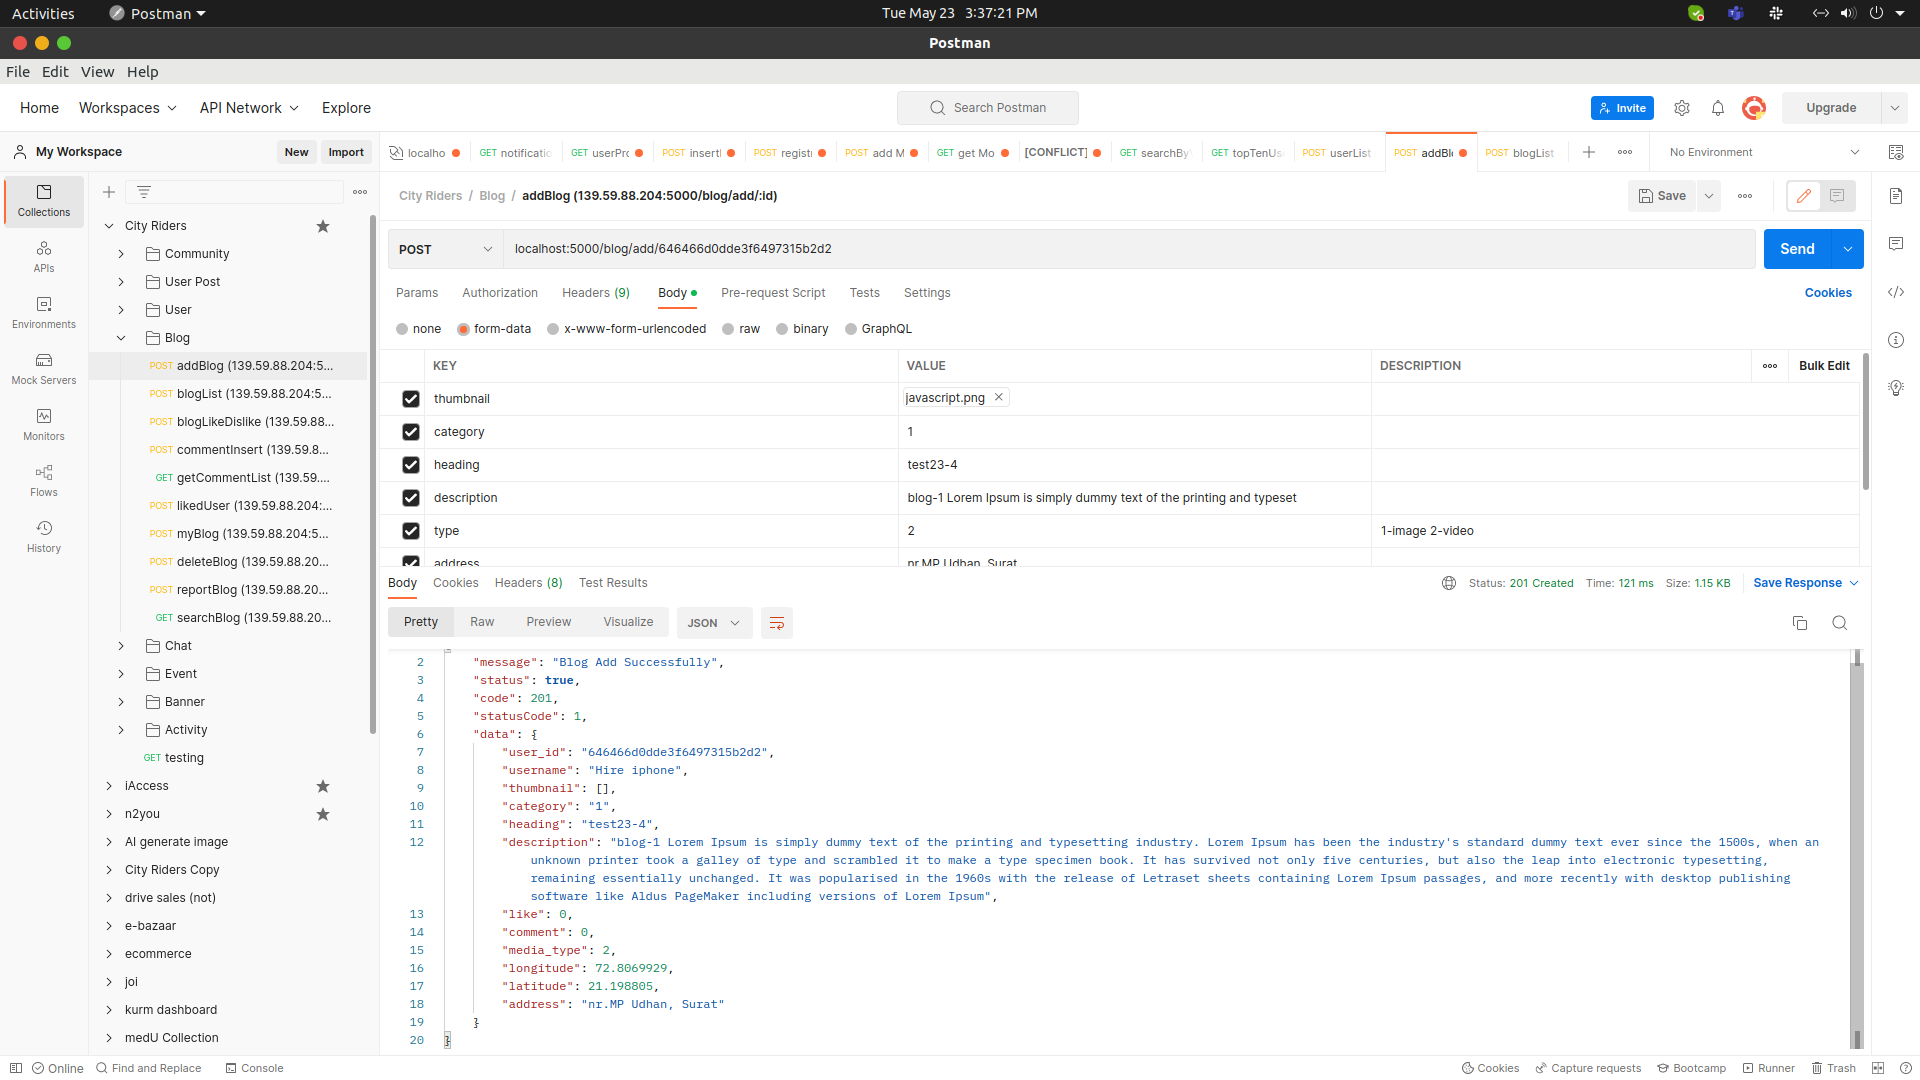 Activities
Postman
Tue May 23 3:37:21 PM
Postman
File Edit View Help
Home Workspaces API Network Explore
Search Postman
Invite
Upgrade
My Workspace
New Import
localho
GET notificatio
GET userPro
POST insertl
POST registr
POST add M
GET get Mo
[CONFLICT]
GET searchBy
GET topTenUs
POST userList
POST addBl
POST blogList
No Environment
Collections
APIs
Environments
Mock Servers
Monitors
Flows
History
City Riders
Community
User Post
User
Blog
POST addBlog (139.59.88.204:5...
POST blogList (139.59.88.204:5...
POST blogLikeDislike (139.59.88...
POST commentInsert (139.59.8...
GET getCommentList (139.59....
POST likedUser (139.59.88.204:...
POST myBlog (139.59.88.204:5...
POST deleteBlog (139.59.88.20...
POST reportBlog (139.59.88.20...
GET searchBlog (139.59.88.20...
Chat
Event
Banner
Activity
GET testing
iAccess
n2you
AI generate image
City Riders Copy
drive sales (not)
e-bazaar
ecommerce
joi
kurm dashboard
medU Collection
City Riders / Blog / addBlog (139.59.88.204:5000/blog/add/:id)
Save
POST
localhost:5000/blog/add/646466d0dde3f6497315b2d2
Send
Params Authorization Headers (9) Body Pre-request Script Tests Settings
Cookies
none form-data x-www-form-urlencoded raw binary GraphQL
KEY VALUE DESCRIPTION Bulk Edit
thumbnail javascript.png
category 1
heading test23-4
description blog-1 Lorem Ipsum is simply dummy text of the printing and typeset
type 2 1-image 2-video
address nr.MP Udhan, Surat
Body Cookies Headers (8) Test Results
Status: 201 Created Time: 121 ms Size: 1.15 KB Save Response
Pretty Raw Preview Visualize JSON
2 "message": "Blog Add Successfully",
3 "status": true,
4 "code": 201,
5 "statusCode": 1,
6 "data": {
7 "user_id": "646466d0dde3f6497315b2d2",
8 "username": "Hire iphone",
9 "thumbnail": [],
10 "category": "1",
11 "heading": "test23-4",
12 "description": "blog-1 Lorem Ipsum is simply dummy text of the printing and typesetting industry. Lorem Ipsum has been the industry's standard dummy text ever since the 1500s, when an
unknown printer took a galley of type and scrambled it to make a type specimen book. It has survived not only five centuries, but also the leap into electronic typesetting,
remaining essentially unchanged. It was popularised in the 1960s with the release of Letraset sheets containing Lorem Ipsum passages, and more recently with desktop publishing
software like Aldus PageMaker including versions of Lorem Ipsum",
13 "like": 0,
14 "comment": 0,
15 "media_type": 2,
16 "longitude": 72.8069929,
17 "latitude": 21.198805,
18 "address": "nr.MP Udhan, Surat"
19 }
20 }
Online Find and Replace Console
Cookies Capture requests Bootcamp Runner Trash